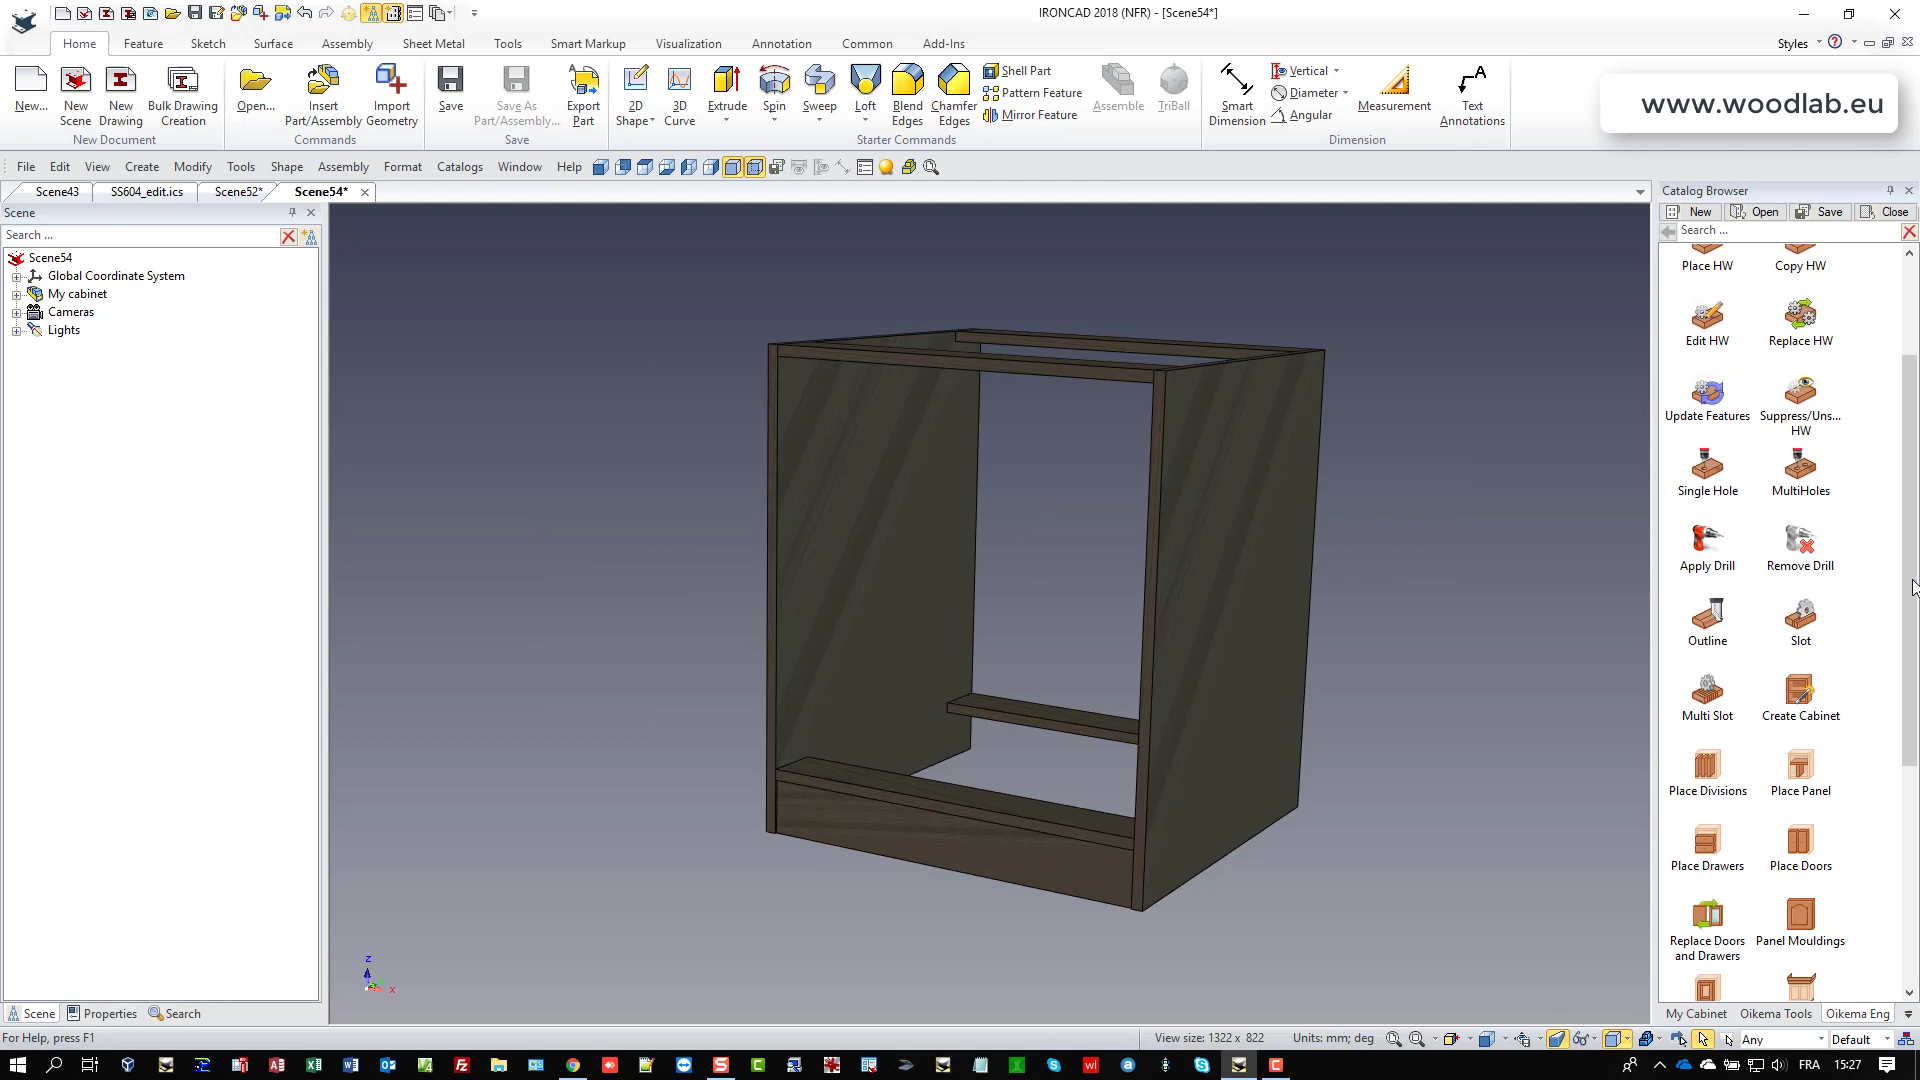 IRONCAD 2018 (NFR) - [Scene54*]
Home Feature Sketch Surface Assembly Sheet Metal Tools Smart Markup Visualization Annotation Common Add-Ins Styles
New... New Scene New Drawing Bulk Drawing Creation
New Document
Open... Insert Part/Assembly Import Geometry
Commands
Save Save As Part/Assembly... Export Part
Save
2D Shape 3D Curve Extrude Spin Sweep Loft Blend Edges Chamfer Edges
Shell Part
Pattern Feature
Mirror Feature
Assemble TriBall
Starter Commands
Smart Dimension
Vertical
Diameter
Angular
Measurement Text Annotations
Dimension
www.woodlab.eu
File Edit View Create Modify Tools Shape Assembly Format Catalogs Window Help
Scene43 SS604_edit.ics Scene52* Scene54*
Scene
Search ...
Scene54
Global Coordinate System
My cabinet
Cameras
Lights
z
x
Catalog Browser
New Open Save Close
Search ...
Place HW Copy HW
Edit HW Replace HW
Update Features Suppress/Uns... HW
Single Hole MultiHoles
Apply Drill Remove Drill
Outline Slot
Multi Slot Create Cabinet
Place Divisions Place Panel
Place Drawers Place Doors
Replace Doors and Drawers Panel Mouldings
Scene Properties Search
My Cabinet Oikema Tools Oikema Eng
For Help, press F1
View size: 1322 x 822 Units: mm; deg Any Default
FRA 15:27